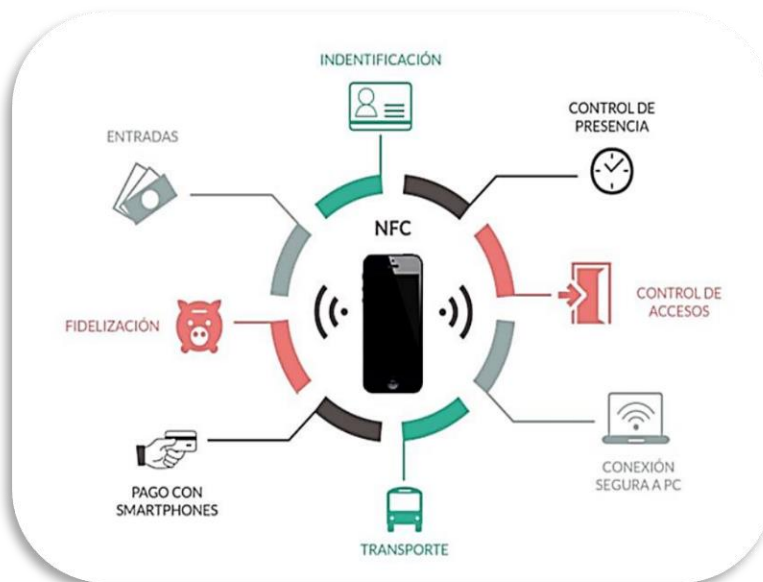 INDENTIFICACIÓN
CONTROL DE
PRESENCIA
ENTRADAS
NFC
CONTROL DE
ACCESOS
FIDELIZACIÓN
CONEXIÓN
SEGURA A PC
PAGO CON
SMARTPHONES
TRANSPORTE